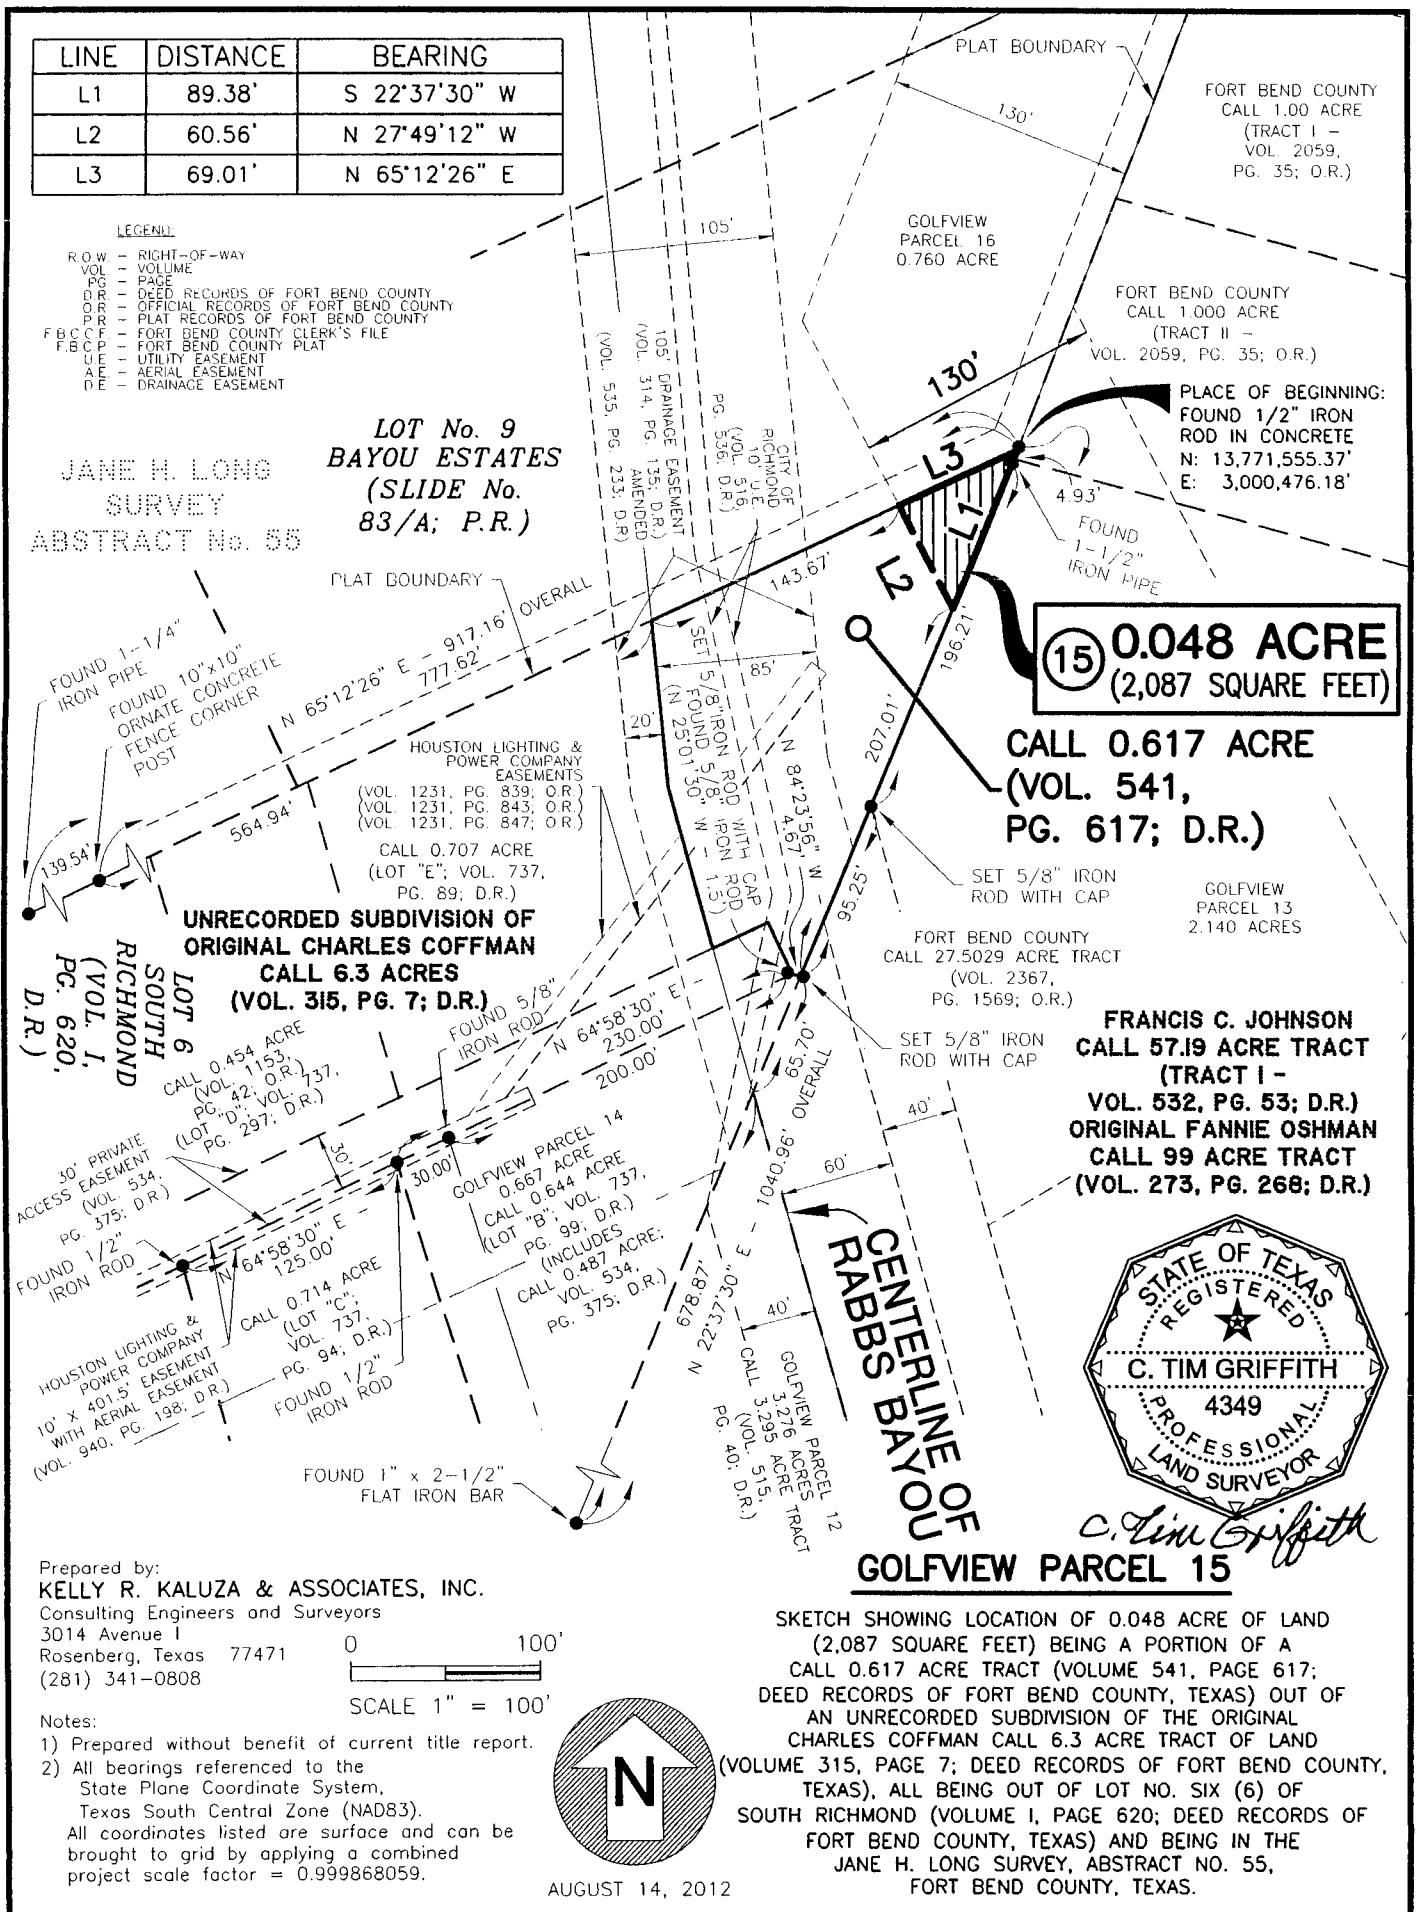 LINE DISTANCE BEARING
L1 89.38' S 22°37'30" W
L2 60.56' N 27°49'12" W
L3 69.01' N 65°12'26" E
LEGEND:
R.O.W. - RIGHT-OF-WAY
VOL - VOLUME
PG - PAGE
D.R. - DEED RECORDS OF FORT BEND COUNTY
O.R - OFFICIAL RECORDS OF FORT BEND COUNTY
P.R - PLAT RECORDS OF FORT BEND COUNTY
F.B.C.C.F. - FORT BEND COUNTY CLERK'S FILE
F.B.C.P - FORT BEND COUNTY PLAT
U.E - UTILITY EASEMENT
A.E. - AERIAL EASEMENT
D.E - DRAINAGE EASEMENT
PLAT BOUNDARY
130'
FORT BEND COUNTY
CALL 1.00 ACRE
(TRACT I -
VOL. 2059,
PG. 35; O.R.)
105'
GOLFVIEW
PARCEL 16
0.760 ACRE
FORT BEND COUNTY
CALL 1.000 ACRE
(TRACT II -
VOL. 2059, PG. 35; O.R.)
130'
PLACE OF BEGINNING:
FOUND 1/2" IRON
ROD IN CONCRETE
N: 13,771,555.37'
E: 3,000,476.18'
JANE H. LONG
SURVEY
ABSTRACT No. 55
LOT No. 9
BAYOU ESTATES
(SLIDE No.
83/A; P.R.)
105' DRAINAGE EASEMENT
(VOL. 314, PG. 135; D.R.)
AMENDED
(VOL. 535, PG. 233; D.R)
CITY OF
RICHMOND
10' U.E.
(VOL. 516,
PG. 536, D.R.)
L3
L1
L2
4.93'
FOUND
1-1/2"
IRON PIPE
143.67'
196.21'
PLAT BOUNDARY
15 0.048 ACRE
(2,087 SQUARE FEET)
CALL 0.617 ACRE
(VOL. 541,
PG. 617; D.R.)
FOUND 1-1/4"
IRON PIPE
FOUND 10"x10"
ORNATE CONCRETE
FENCE CORNER
POST
N 65°12'26" E - 917.16' OVERALL
777.62'
564.94'
139.54'
20'
85'
SET 5/8"IRON ROD WITH CAP
FOUND 5/8" IRON ROD
(N 25°01'30" W - 1.5')
N 84°23'56" W
4.67'
207.01'
95.25'
HOUSTON LIGHTING &
POWER COMPANY
EASEMENTS
(VOL. 1231, PG. 839; O.R.)
(VOL. 1231, PG. 843; O.R.)
(VOL. 1231, PG. 847; O.R.)
CALL 0.707 ACRE
(LOT "E"; VOL. 737,
PG. 89; D.R.)
SET 5/8" IRON
ROD WITH CAP
GOLFVIEW
PARCEL 13
2.140 ACRES
UNRECORDED SUBDIVISION OF
ORIGINAL CHARLES COFFMAN
CALL 6.3 ACRES
(VOL. 315, PG. 7; D.R.)
FORT BEND COUNTY
CALL 27.5029 ACRE TRACT
(VOL. 2367,
PG. 1569; O.R.)
LOT 6
SOUTH
RICHMOND
(VOL. I,
PG. 620,
D.R.)
FOUND 5/8"
IRON ROD
N 64°58'30" E -
230.00'
200.00'
SET 5/8" IRON
ROD WITH CAP
FRANCIS C. JOHNSON
CALL 57.19 ACRE TRACT
(TRACT I -
VOL. 532, PG. 53; D.R.)
ORIGINAL FANNIE OSHMAN
CALL 99 ACRE TRACT
(VOL. 273, PG. 268; D.R.)
CALL 0.454 ACRE
(VOL. 1153,
PG. 42; O.R.)
(LOT "D"; VOL. 737,
PG. 297; D.R.)
30' PRIVATE
ACCESS EASEMENT
(VOL. 534,
PG. 375; D.R.)
30'
30.00'
GOLFVIEW PARCEL 14
0.667 ACRE
CALL 0.644 ACRE
(LOT "B"; VOL. 737,
PG. 99; D.R.)
(INCLUDES
CALL 0.487 ACRE;
VOL. 534,
PG. 375; D.R.)
65.70'
N 22°37'30" E - 1040.96' OVERALL
678.87'
40'
60'
40'
CENTERLINE OF
RABBS BAYOU
FOUND 1/2"
IRON ROD
N 64°58'30" E -
125.00'
CALL 0.714 ACRE
(LOT "C";
VOL. 737,
PG. 94; D.R.)
FOUND 1/2"
IRON ROD
HOUSTON LIGHTING &
POWER COMPANY
10' X 401.5' EASEMENT
WITH AERIAL EASEMENT
(VOL. 940, PG. 198; D.R.)
GOLFVIEW PARCEL 12
3.276 ACRES
CALL 3.295 ACRE TRACT
(VOL. 515,
PG. 40; D.R.)
FOUND 1" x 2-1/2"
FLAT IRON BAR
STATE OF TEXAS
REGISTERED
C. TIM GRIFFITH
4349
PROFESSIONAL
LAND SURVEYOR
C. Tim Griffith
Prepared by:
KELLY R. KALUZA & ASSOCIATES, INC.
Consulting Engineers and Surveyors
3014 Avenue I
Rosenberg, Texas 77471
(281) 341-0808
0 100'
SCALE 1" = 100'
Notes:
1) Prepared without benefit of current title report.
2) All bearings referenced to the
State Plane Coordinate System,
Texas South Central Zone (NAD83).
All coordinates listed are surface and can be
brought to grid by applying a combined
project scale factor = 0.999868059.
N
AUGUST 14, 2012
GOLFVIEW PARCEL 15
SKETCH SHOWING LOCATION OF 0.048 ACRE OF LAND
(2,087 SQUARE FEET) BEING A PORTION OF A
CALL 0.617 ACRE TRACT (VOLUME 541, PAGE 617;
DEED RECORDS OF FORT BEND COUNTY, TEXAS) OUT OF
AN UNRECORDED SUBDIVISION OF THE ORIGINAL
CHARLES COFFMAN CALL 6.3 ACRE TRACT OF LAND
(VOLUME 315, PAGE 7; DEED RECORDS OF FORT BEND COUNTY,
TEXAS), ALL BEING OUT OF LOT NO. SIX (6) OF
SOUTH RICHMOND (VOLUME I, PAGE 620; DEED RECORDS OF
FORT BEND COUNTY, TEXAS) AND BEING IN THE
JANE H. LONG SURVEY, ABSTRACT NO. 55,
FORT BEND COUNTY, TEXAS.